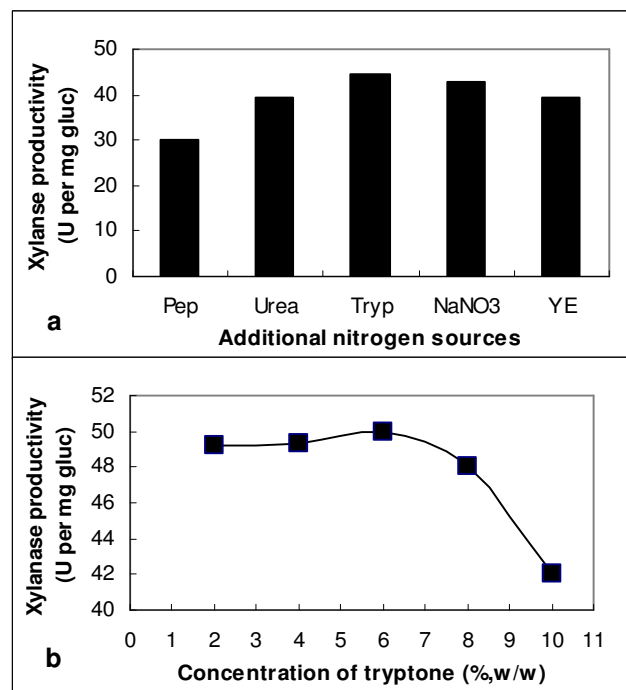 Xylanse productivity
(U per mg gluc)
50
40
30
20
10
0
Pep Urea Tryp NaNO3 YE
a
Additional nitrogen sources
Xylanase productivity
(U per mg gluc)
52
50
48
46
44
42
40
0 1 2 3 4 5 6 7 8 9 10 11
b
Concentration of tryptone (%,w/w)